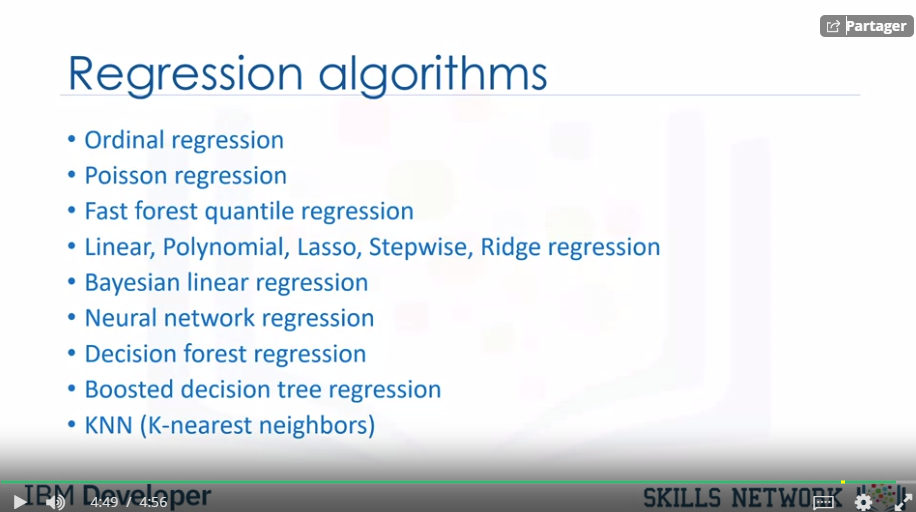 Partager
Regression algorithms
• Ordinal regression
• Poisson regression
• Fast forest quantile regression
• Linear, Polynomial, Lasso, Stepwise, Ridge regression
• Bayesian linear regression
• Neural network regression
• Decision forest regression
• Boosted decision tree regression
• KNN (K-nearest neighbors)
IBM Developer
SKILLS NETWORK
4:49 / 4:56